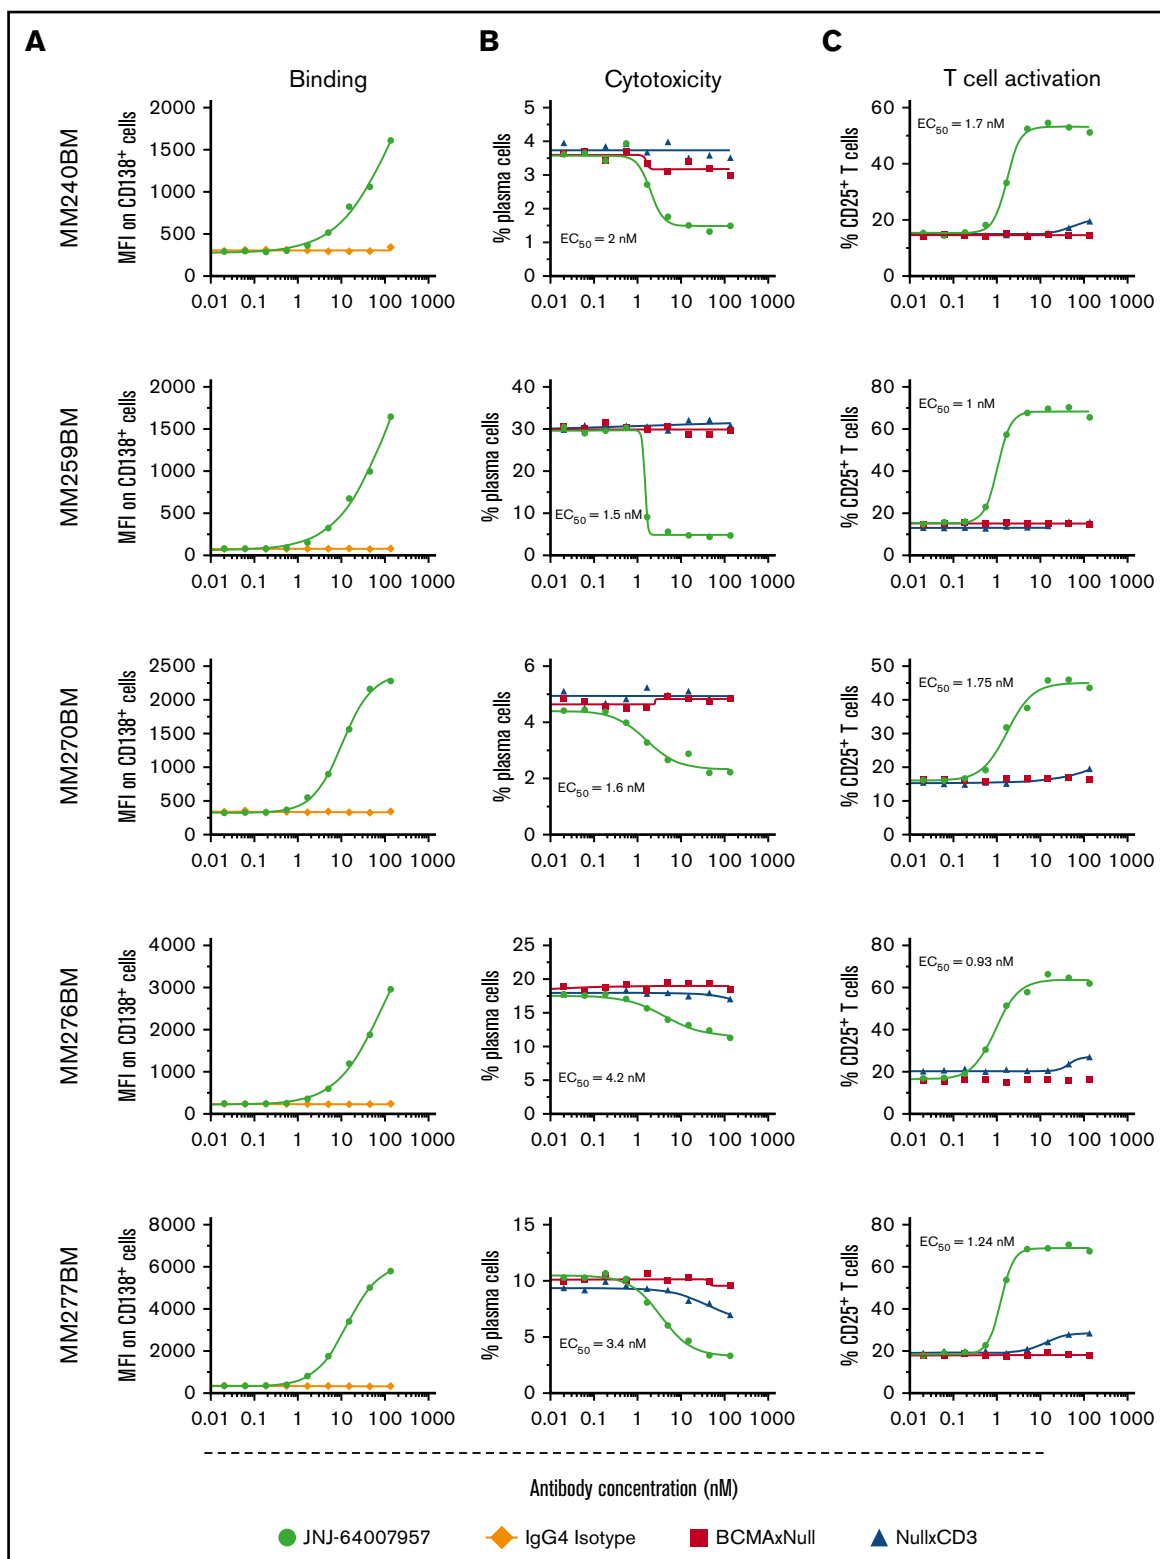 A
B
C
Binding
Cytotoxicity
T cell activation
MM240BM
MFI on CD138+ cells
2000
1500
1000
500
0
0.01 0.1 1 10 100 1000
% plasma cells
5
4
3
2
1
0
EC50 = 2 nM
0.01 0.1 1 10 100 1000
% CD25+ T cells
60
40
20
0
EC50 = 1.7 nM
0.01 0.1 1 10 100 1000
MM259BM
MFI on CD138+ cells
2000
1500
1000
500
0
0.01 0.1 1 10 100 1000
% plasma cells
40
30
20
10
0
EC50 = 1.5 nM
0.01 0.1 1 10 100 1000
% CD25+ T cells
80
60
40
20
0
EC50 = 1 nM
0.01 0.1 1 10 100 1000
MM270BM
MFI on CD138+ cells
2500
2000
1500
1000
500
0
0.01 0.1 1 10 100 1000
% plasma cells
6
4
2
0
EC50 = 1.6 nM
0.01 0.1 1 10 100 1000
% CD25+ T cells
50
40
30
20
10
0
EC50 = 1.75 nM
0.01 0.1 1 10 100 1000
MM276BM
MFI on CD138+ cells
4000
3000
2000
1000
0
0.01 0.1 1 10 100 1000
% plasma cells
25
20
15
10
5
0
EC50 = 4.2 nM
0.01 0.1 1 10 100 1000
% CD25+ T cells
80
60
40
20
0
EC50 = 0.93 nM
0.01 0.1 1 10 100 1000
MM277BM
MFI on CD138+ cells
8000
6000
4000
2000
0
0.01 0.1 1 10 100 1000
% plasma cells
15
10
5
0
EC50 = 3.4 nM
0.01 0.1 1 10 100 1000
% CD25+ T cells
80
60
40
20
0
EC50 = 1.24 nM
0.01 0.1 1 10 100 1000
Antibody concentration (nM)
JNJ-64007957 IgG4 Isotype BCMAxNull NullxCD3